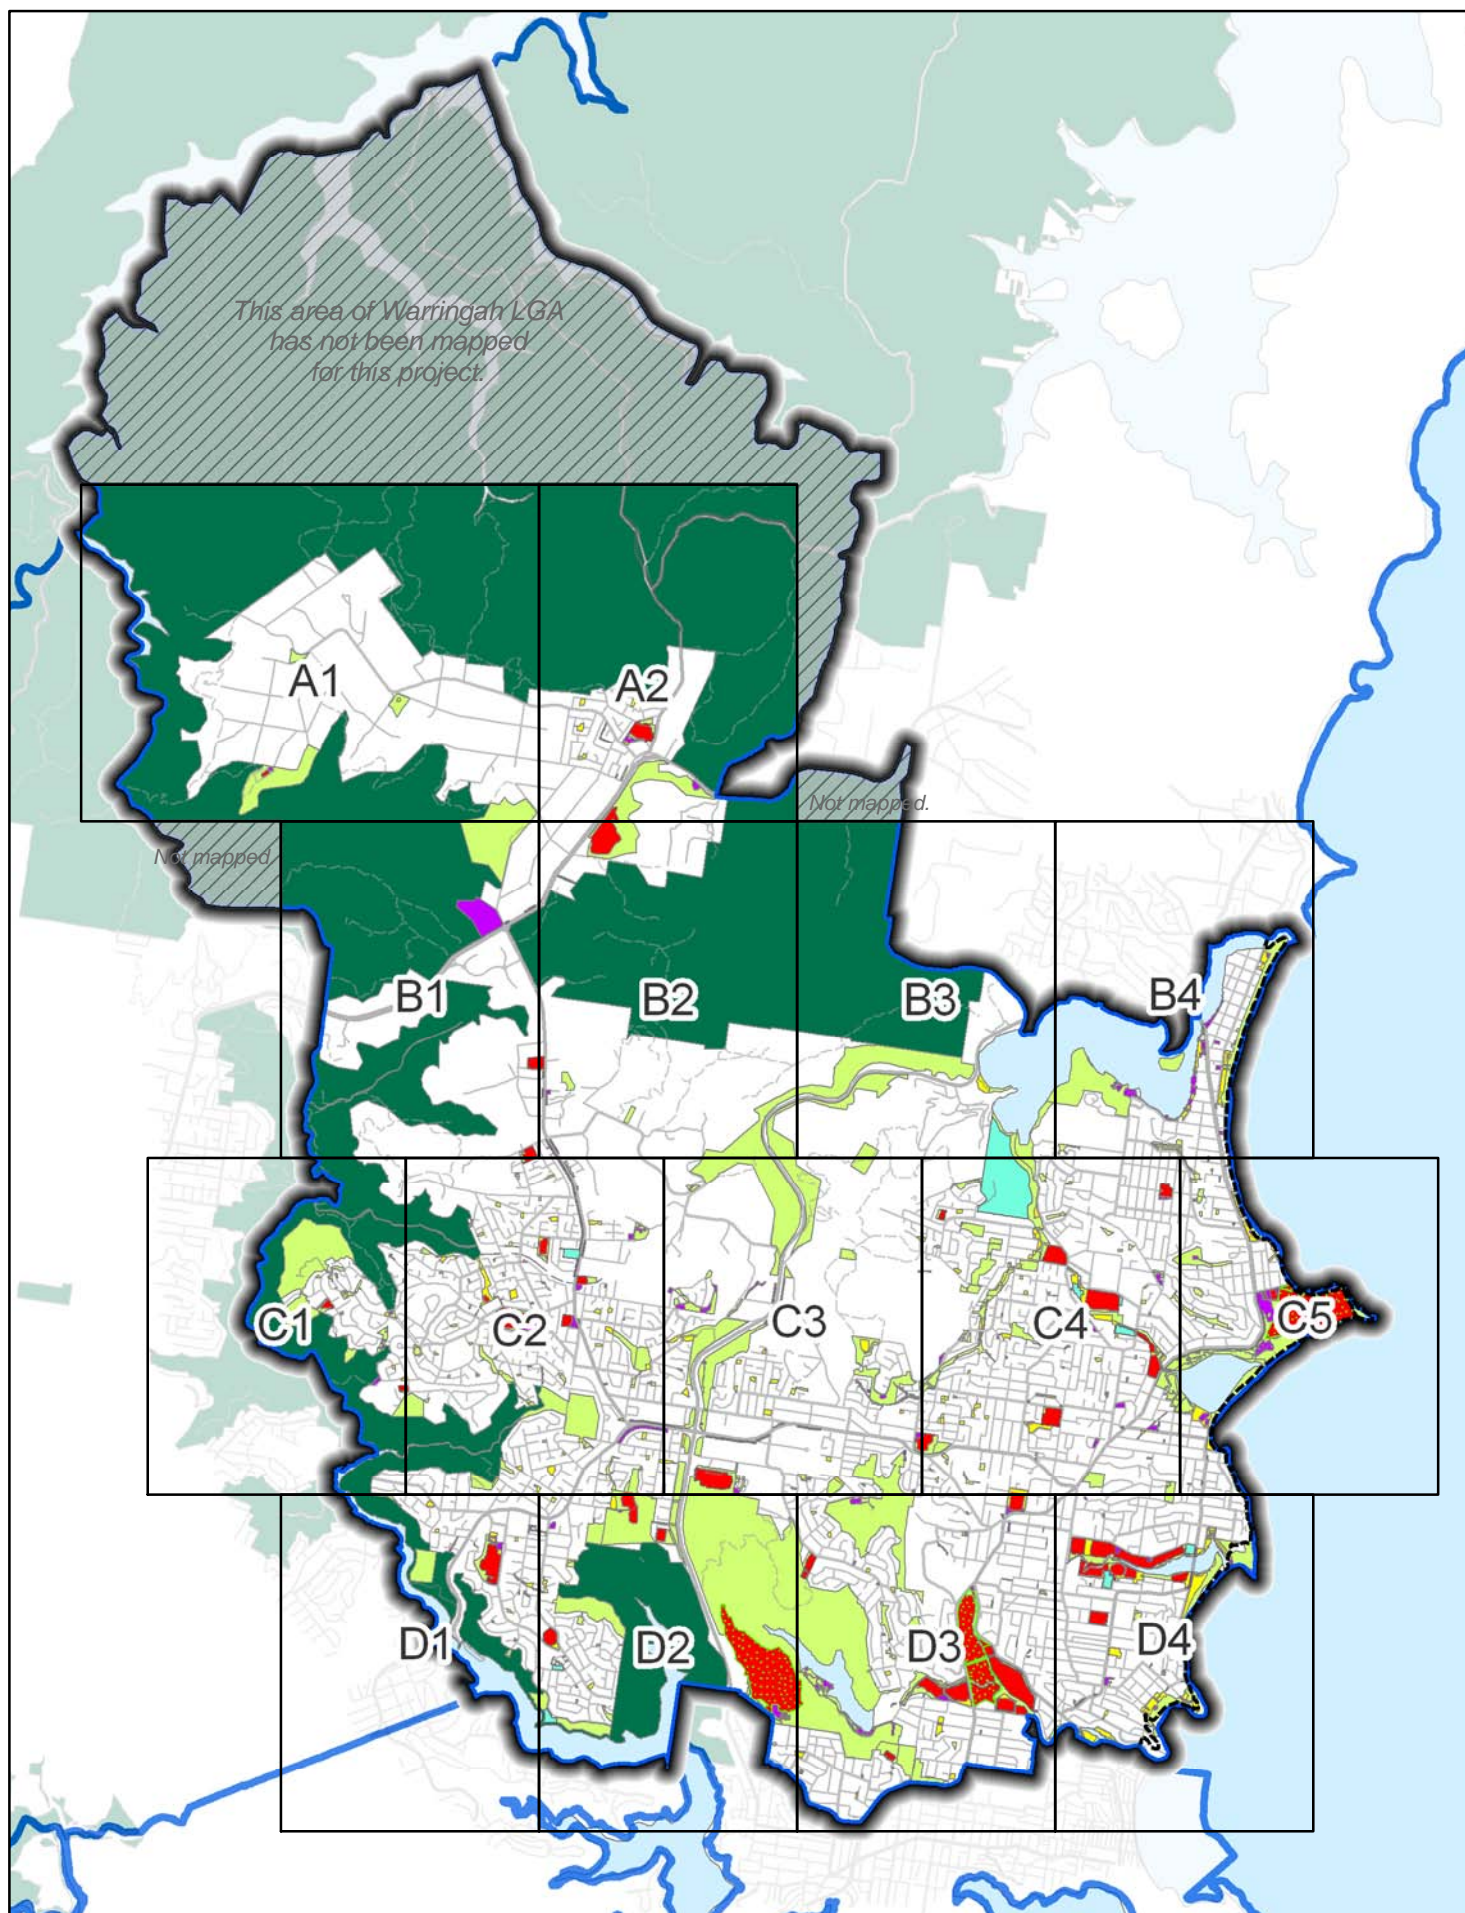 This area of Warringah LGA
has not been mapped
for this project.
A1
A2
Not mapped.
Not mapped
B1
B2
B3
B4
C1
C2
C3
C4
C5
D1
D2
D3
D4